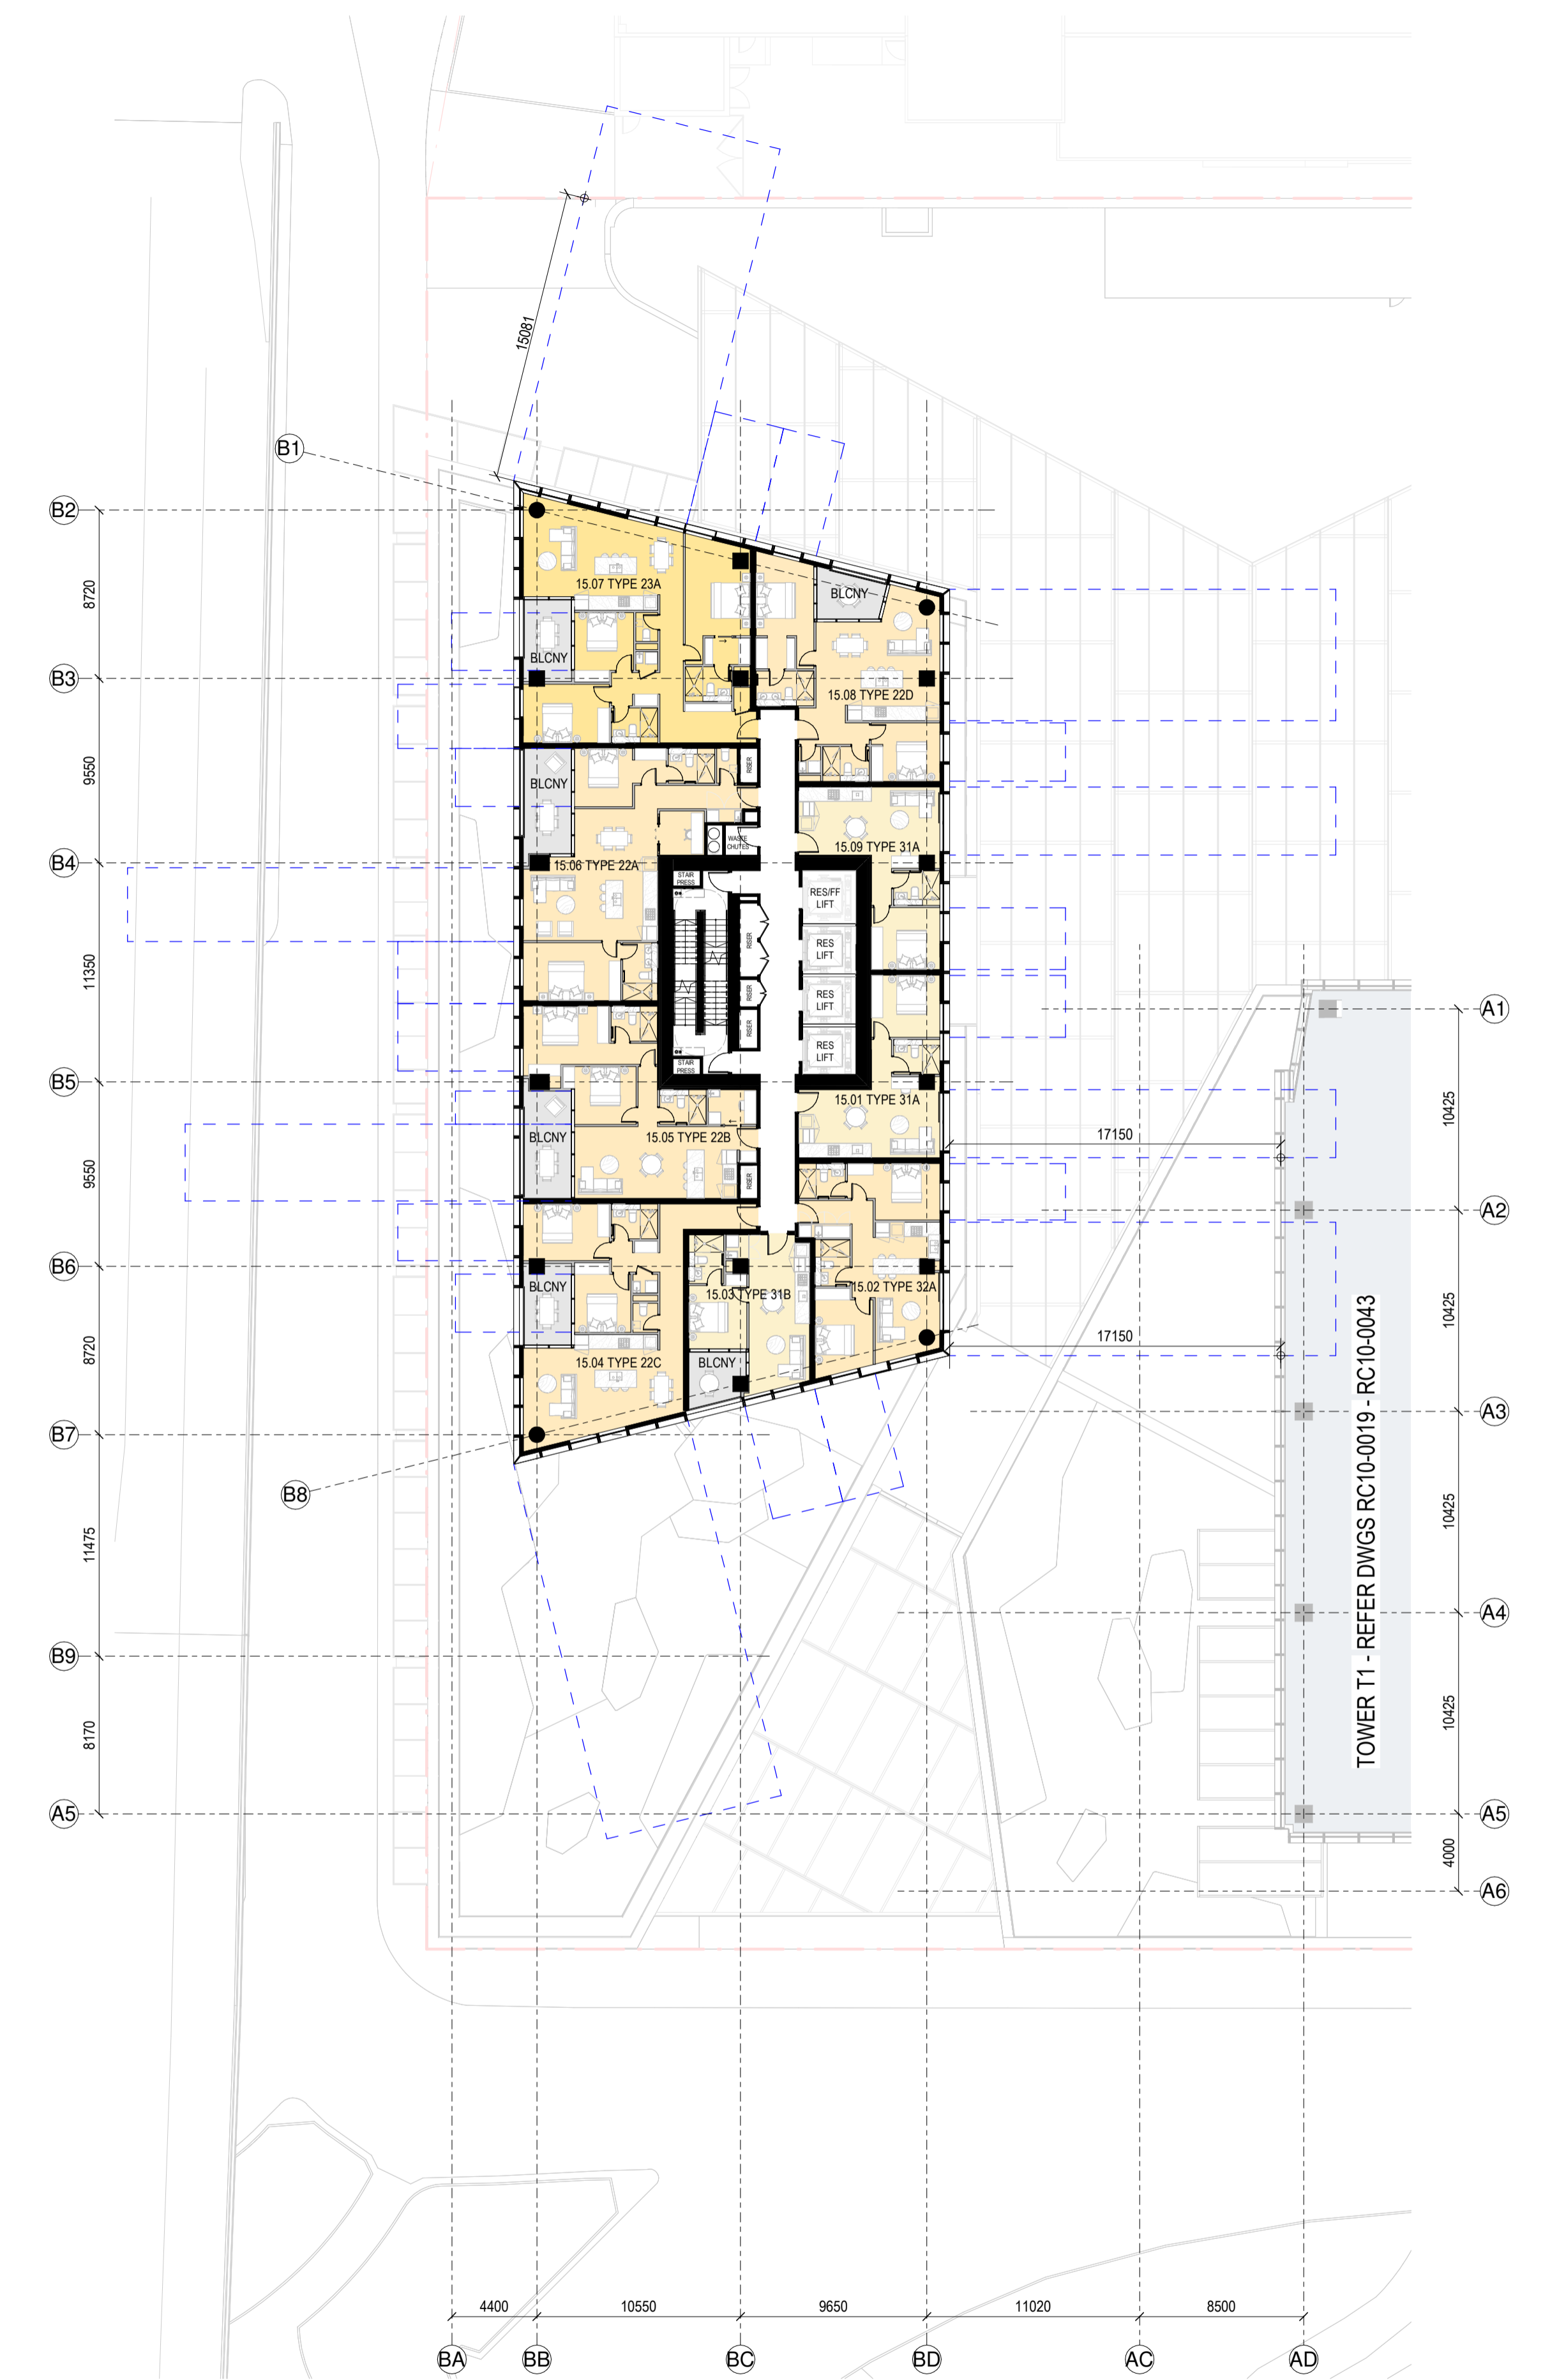 15081
B1
B2
8720
15.07 TYPE 23A
BLCNY
BLCNY
B3
15.08 TYPE 22D
9550
BLCNY
RISER
WASTE
CHUTES
15.09 TYPE 31A
B4
15.06 TYPE 22A
STAIR
PRESS
RES/FF
LIFT
RISER
RES
LIFT
11350
RISER
RES
LIFT
A1
RISER
RES
LIFT
STAIR
PRESS
B5
15.01 TYPE 31A
10425
BLCNY
15.05 TYPE 22B
17150
9550
RISER
A2
B6
BLCNY
15.03 TYPE 31B
15.02 TYPE 32A
10425
8720
15.04 TYPE 22C
BLCNY
17150
A3
B7
B8
11475
10425
TOWER T1 - REFER DWGS RC10-0019 - RC10-0043
A4
B9
8170
10425
A5
A5
4000
A6
4400
10550
9650
11020
8500
BA
BB
BC
BD
AC
AD